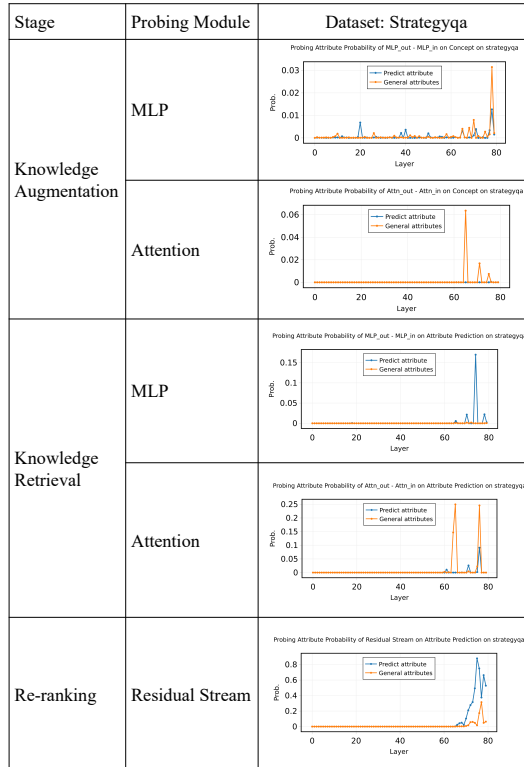 Stage
Probing Module
Dataset: Strategyqa
Knowledge
Augmentation
MLP
Probing Attribute Probability of MLP_out - MLP_in on Concept on strategyqa
Prob.
0.03
0.02
0.01
0
Predict attribute
General attributes
0 20 40 60 80
Layer
Attention
Probing Attribute Probability of Attn_out - Attn_in on Concept on strategyqa
Prob.
0.06
0.04
0.02
0
Predict attribute
General attributes
0 20 40 60 80
Layer
Knowledge
Retrieval
MLP
Probing Attribute Probability of MLP_out - MLP_in on Attribute Prediction on strategyqa
Prob.
0.15
0.1
0.05
0
Predict attribute
General attributes
0 20 40 60 80
Layer
Attention
Probing Attribute Probability of Attn_out - Attn_in on Attribute Prediction on strategyqa
Prob.
0.25
0.2
0.15
0.1
0.05
0
Predict attribute
General attributes
0 20 40 60 80
Layer
Re-ranking
Residual Stream
Probing Attribute Probability of Residual Stream on Attribute Prediction on strategyqa
Prob.
0.8
0.6
0.4
0.2
0
Predict attribute
General attributes
0 20 40 60 80
Layer